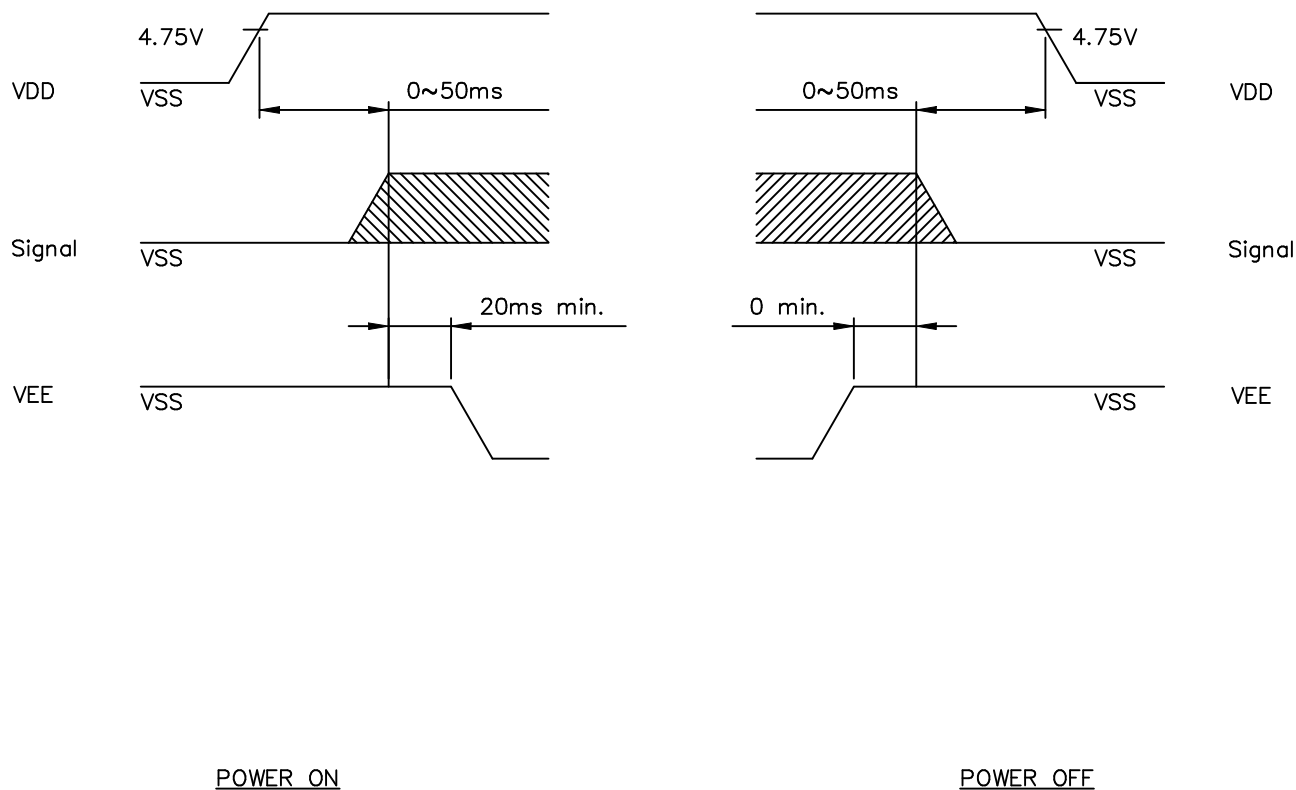 4.75V 4.75V
VDD VSS 0~50ms 0~50ms VSS VDD
Signal VSS VSS Signal
20ms min. 0 min.
VEE VSS VSS VEE
POWER ON POWER OFF